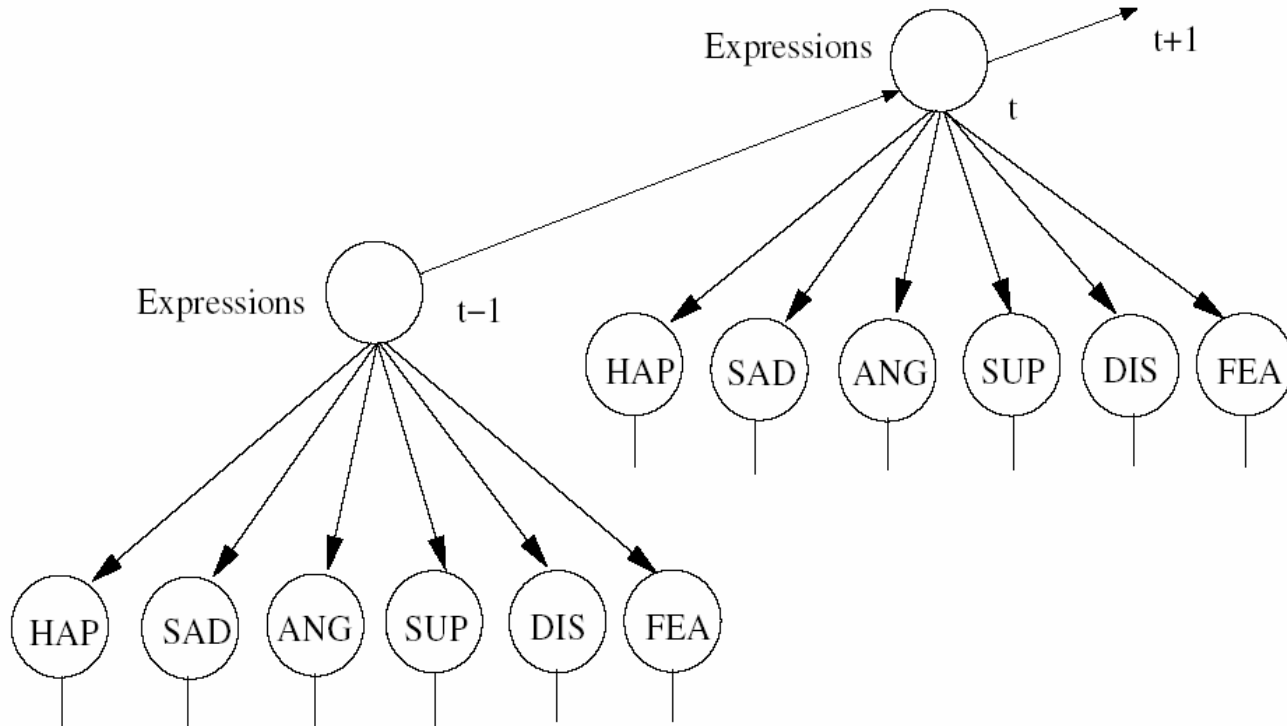 Expressions
t+1
t
Expressions
t−1
HAP SAD ANG SUP DIS FEA
HAP SAD ANG SUP DIS FEA